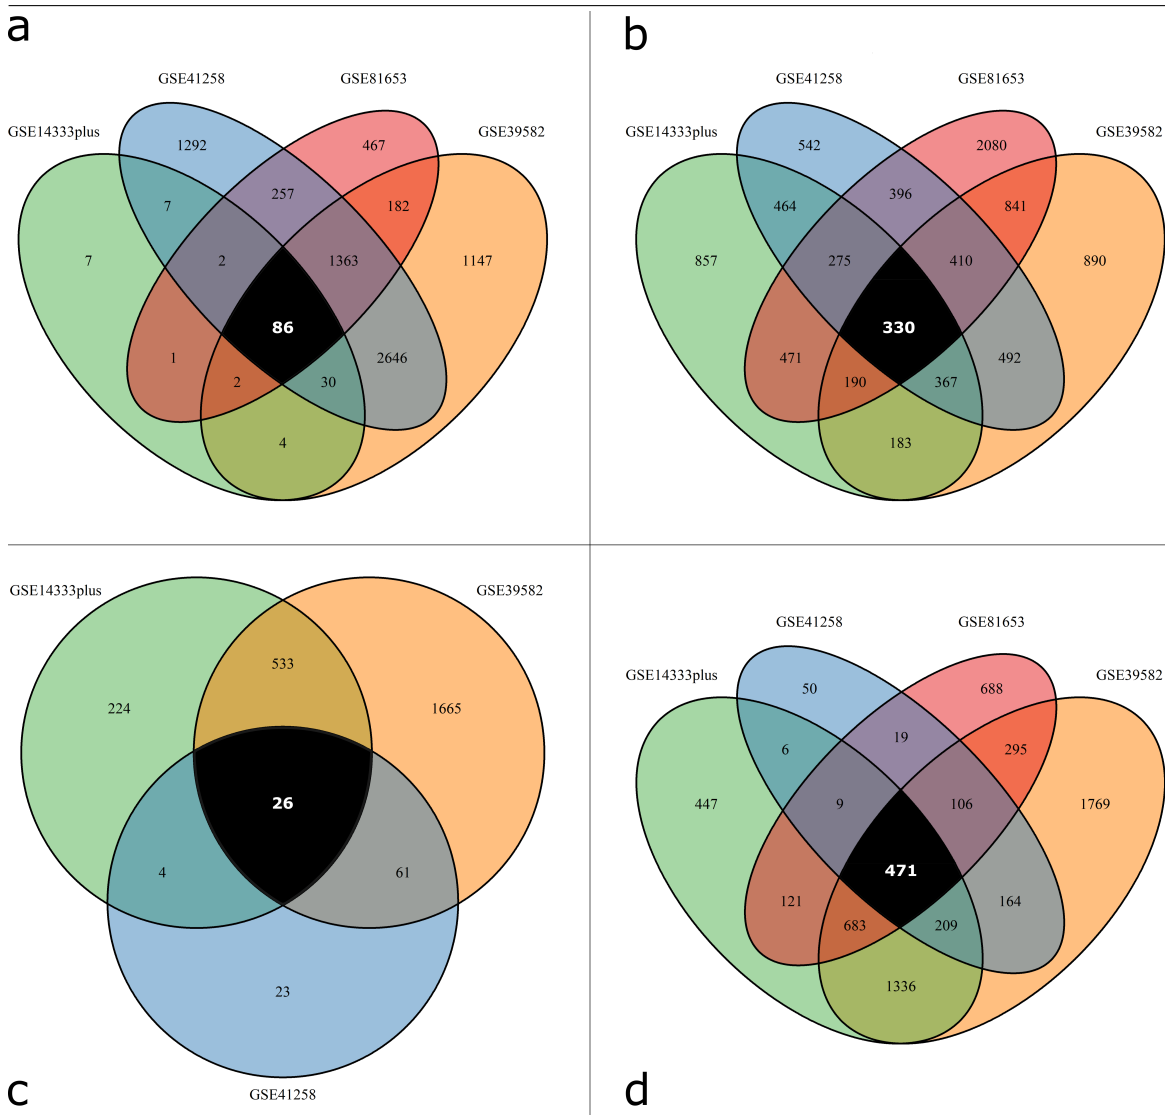 a
GSE41258
GSE81653
GSE14333plus
GSE39582
1292
467
7
257
182
7
2
1363
1147
86
1
2
30
2646
4
b
GSE41258
GSE81653
GSE14333plus
GSE39582
542
2080
464
396
841
857
275
410
890
330
471
190
367
492
183
c
GSE14333plus
GSE39582
533
224
1665
26
4
61
23
GSE41258
d
GSE41258
GSE81653
GSE14333plus
GSE39582
50
688
6
19
295
447
9
106
1769
471
121
683
209
164
1336